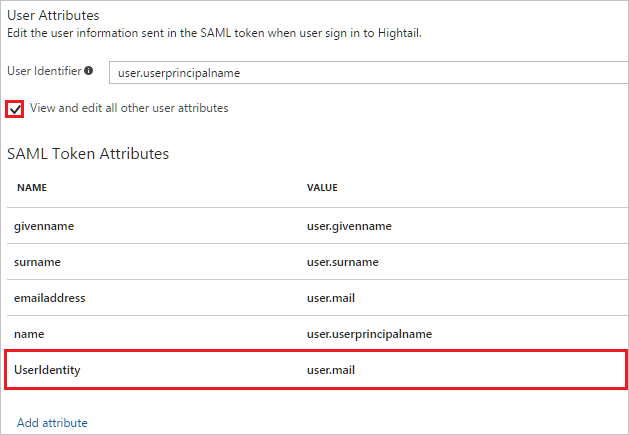 User Attributes
Edit the user information sent in the SAML token when user sign in to Hightail.
User Identifier
user.userprincipalname
View and edit all other user attributes
SAML Token Attributes
NAME VALUE
givenname user.givenname
surname user.surname
emailaddress user.mail
name user.userprincipalname
UserIdentity user.mail
Add attribute